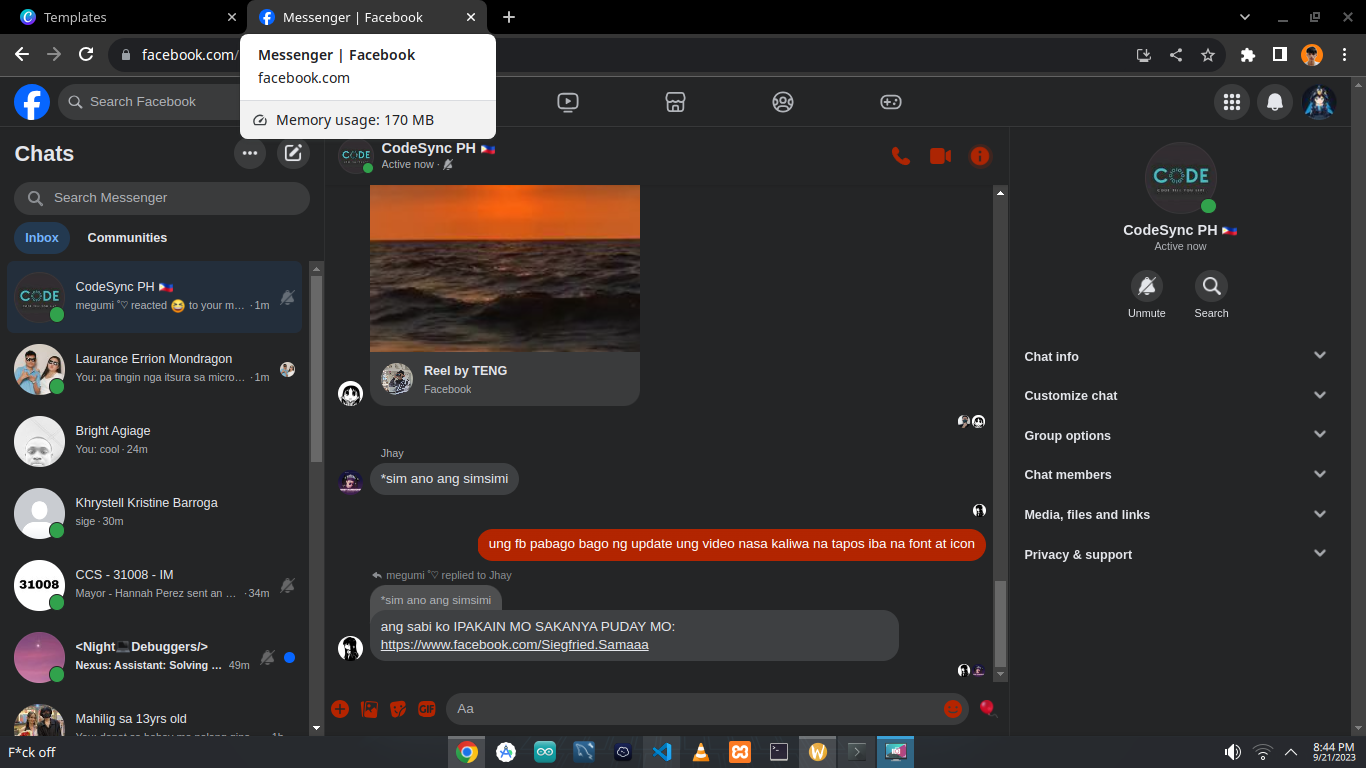 Templates
Messenger | Facebook
facebook.com/
Messenger | Facebook
facebook.com
Memory usage: 170 MB
Search Facebook
Chats
Search Messenger
Inbox
Communities
CODE
CodeSync PH 🇵🇭
megumi ˚♡ reacted 😆 to your m… · 1m
Laurance Errion Mondragon
You: pa tingin nga itsura sa micro… · 1m
Bright Agiage
You: cool · 24m
Khrystell Kristine Barroga
sige · 30m
31008
CCS - 31008 - IM
Mayor - Hannah Perez sent an … · 34m
<Night💻Debuggers/>
Nexus: Assistant: Solving … 49m
Mahilig sa 13yrs old
CODE
CodeSync PH 🇵🇭
Active now ·
Reel by TENG
Facebook
Jhay
*sim ano ang simsimi
ung fb pabago bago ng update ung video nasa kaliwa na tapos iba na font at icon
megumi ˚♡ replied to Jhay
*sim ano ang simsimi
ang sabi ko IPAKAIN MO SAKANYA PUDAY MO:
https://www.facebook.com/Siegfried.Samaaa
GIF
Aa
CODE
CodeSync PH 🇵🇭
Active now
Unmute
Search
Chat info
Customize chat
Group options
Chat members
Media, files and links
Privacy & support
F*ck off
8:44 PM
9/21/2023